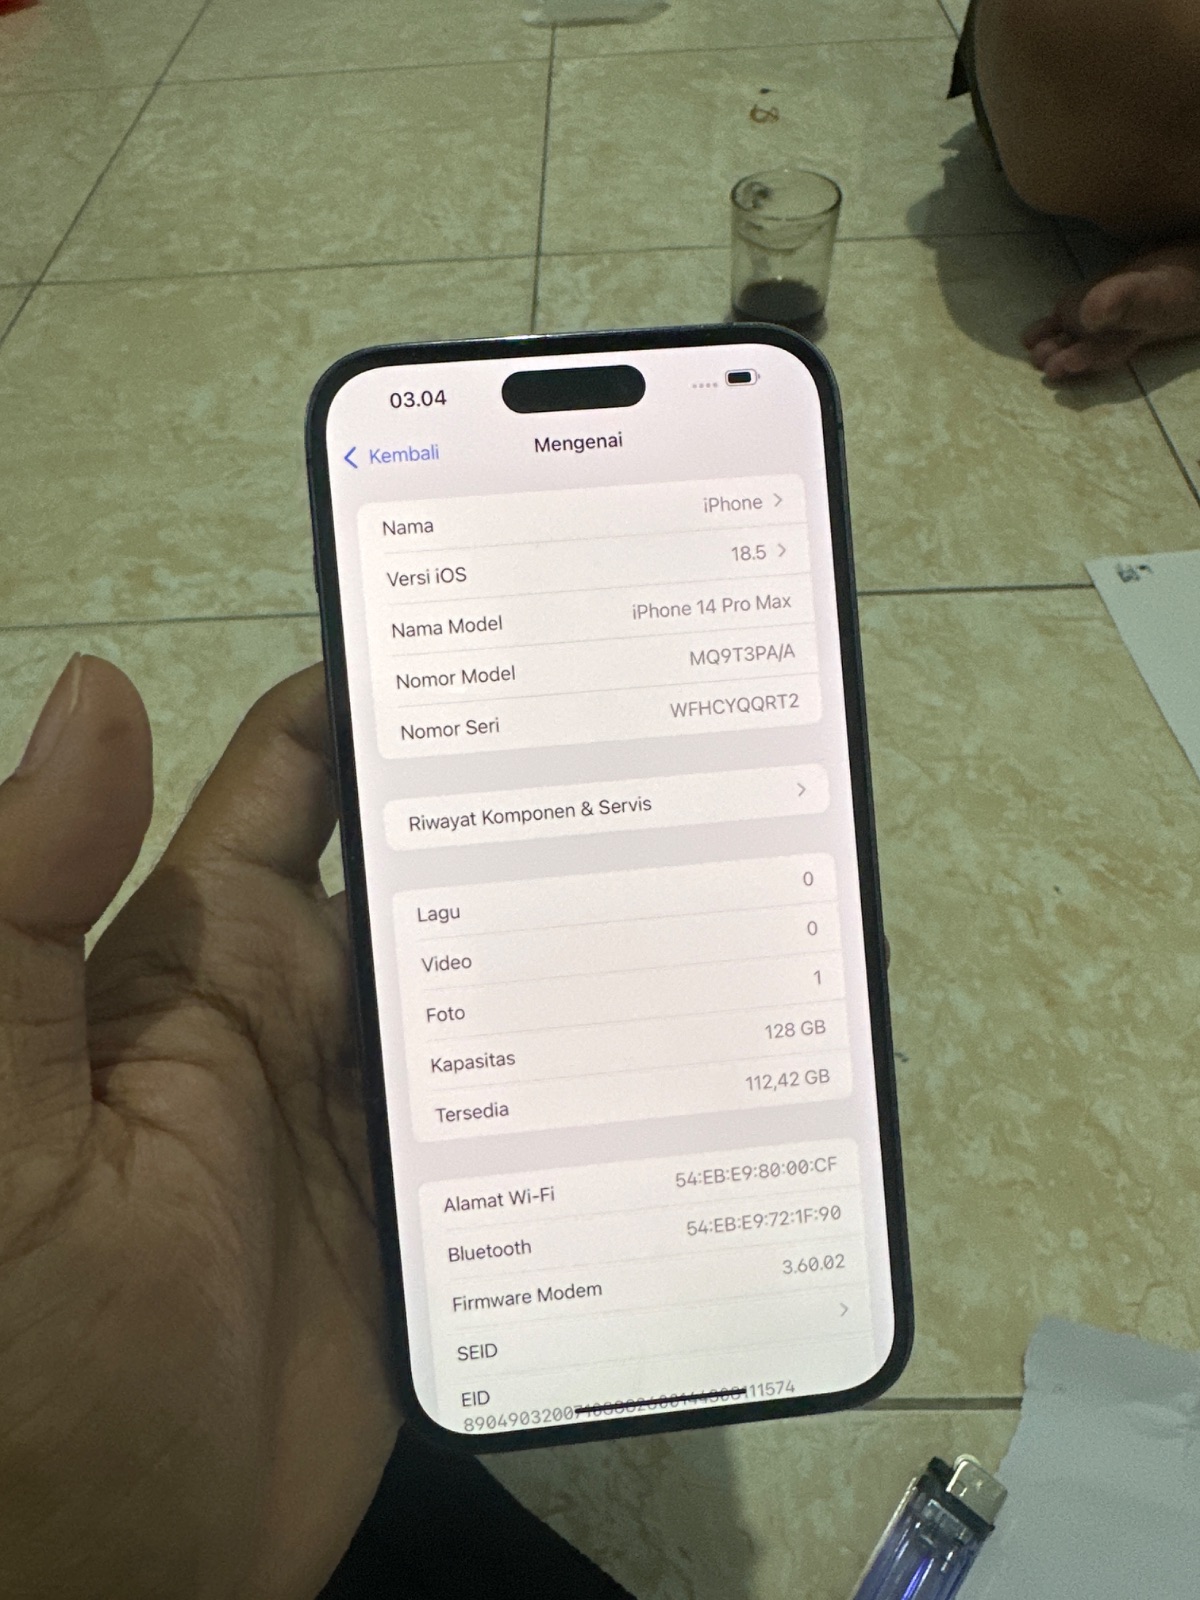 03.04
Kembali
Mengenai
Nama iPhone
Versi iOS 18.5
Nama Model iPhone 14 Pro Max
Nomor Model MQ9T3PA/A
Nomor Seri WFHCYQQRT2
Riwayat Komponen & Servis
Lagu 0
Video 0
Foto 1
Kapasitas 128 GB
Tersedia 112,42 GB
Alamat Wi-Fi 54:EB:E9:80:00:CF
Bluetooth 54:EB:E9:72:1F:90
Firmware Modem 3.60.02
SEID
EID